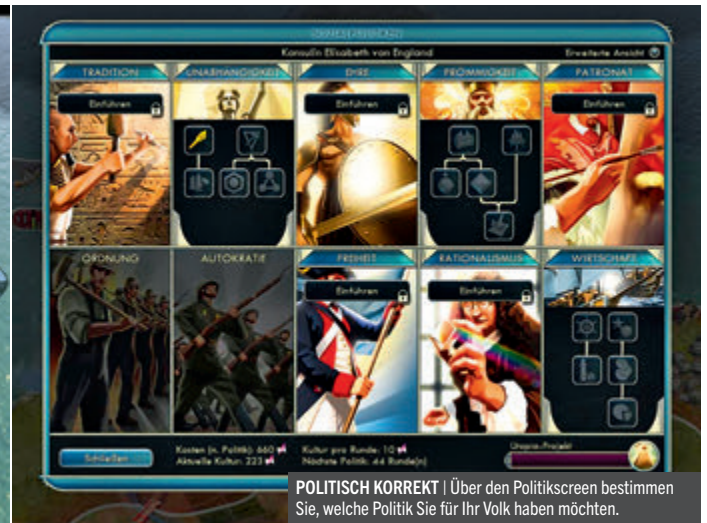 Konsulin Elisabeth von England
Erweiterte Ansicht
TRADITION
UNABHÄNGIGKEIT
EHRE
FRÖMMIGKEIT
PATRONAT
Einführen
Einführen
Einführen
ORDNUNG
AUTOKRATIE
FREIHEIT
RATIONALISMUS
WIRTSCHAFT
Einführen
Einführen
Schließen
Kosten (n. Politik): 660
Aktuelle Kultur: 223
Kultur pro Runde: 10
Nächste Politik: 44 Runde(n)
Utopia-Projekt
POLITISCH KORREKT | Über den Politikscreen bestimmen
Sie, welche Politik Sie für Ihr Volk haben möchten.